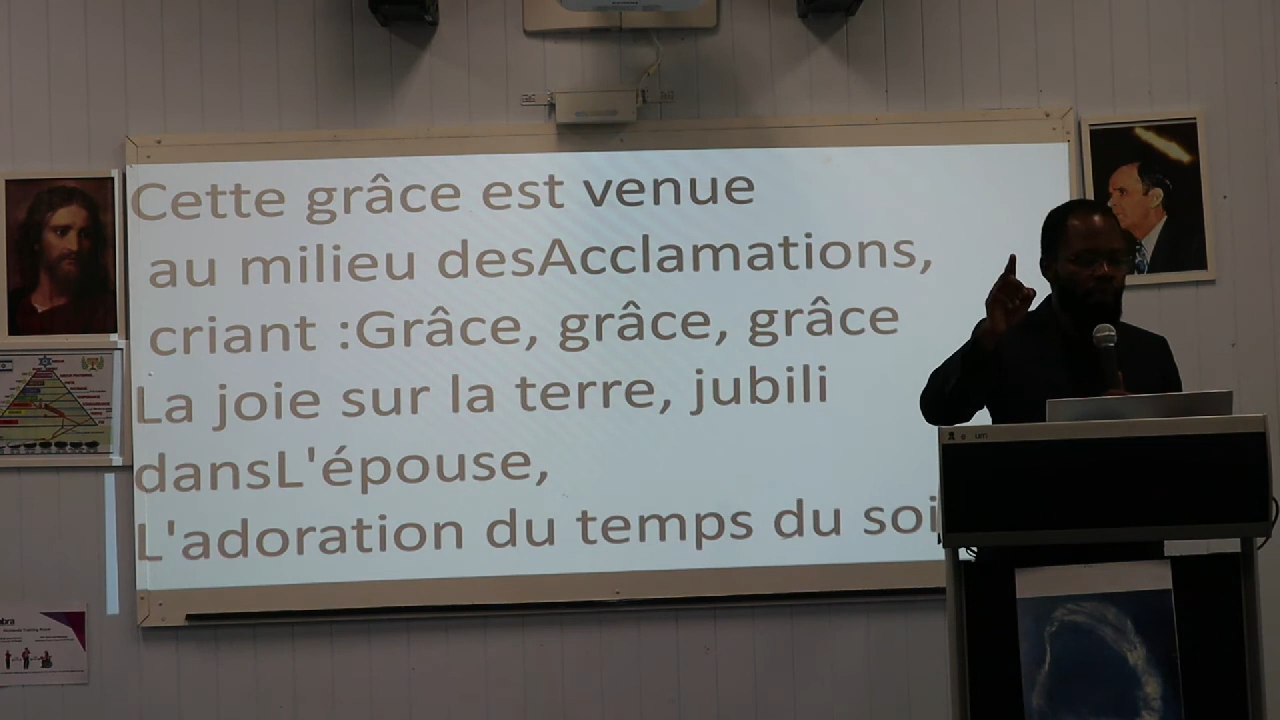 Cette grâce est venue
au milieu desAcclamations,
criant :Grâce, grâce, grâce
La joie sur la terre, jubili
dansL'épouse,
L'adoration du temps du soi